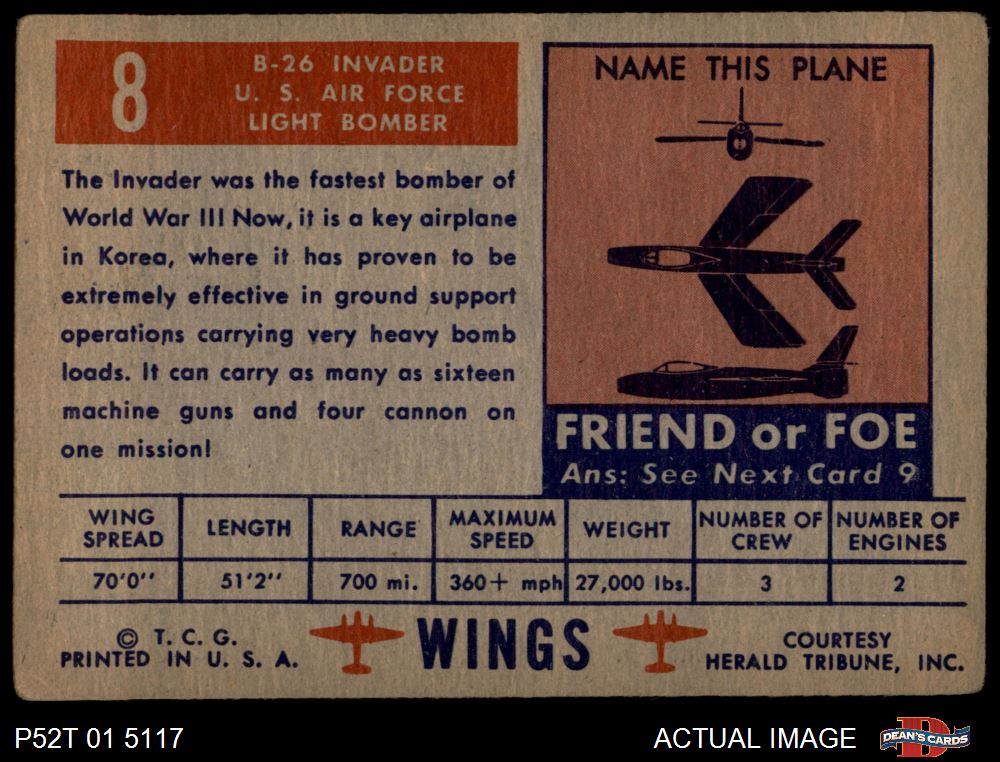 8
B-26 INVADER
U. S. AIR FORCE
LIGHT BOMBER
The Invader was the fastest bomber of
World War III Now, it is a key airplane
in Korea, where it has proven to be
extremely effective in ground support
operations carrying very heavy bomb
loads. It can carry as many as sixteen
machine guns and four cannon on
one mission!
NAME THIS PLANE
FRIEND or FOE
Ans: See Next Card 9
WING SPREAD LENGTH RANGE MAXIMUM SPEED WEIGHT NUMBER OF CREW NUMBER OF ENGINES
70'0'' 51'2'' 700 mi. 360+ mph 27,000 lbs. 3 2
© T. C. G.
PRINTED IN U. S. A.
WINGS
COURTESY
HERALD TRIBUNE, INC.
P52T 01 5117
ACTUAL IMAGE
D
DEAN'S CARDS